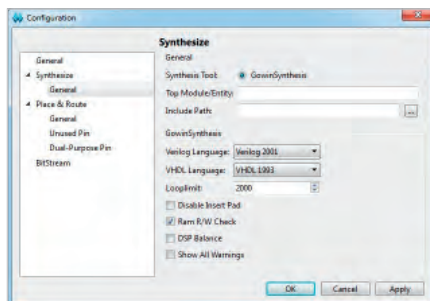 Configuration
General
Synthesize
General
Place & Route
General
Unused Pin
Dual-Purpose Pin
BitStream
Synthesize
General
Synthesis Tool: GowinSynthesis
Top Module/Entity:
Include Path: ...
GowinSynthesis
Verilog Language: Verilog 2001
VHDL Language: VHDL 1993
Looplimit: 2000
Disable Insert Pad
Ram R/W Check
DSP Balance
Show All Warnings
OK Cancel Apply